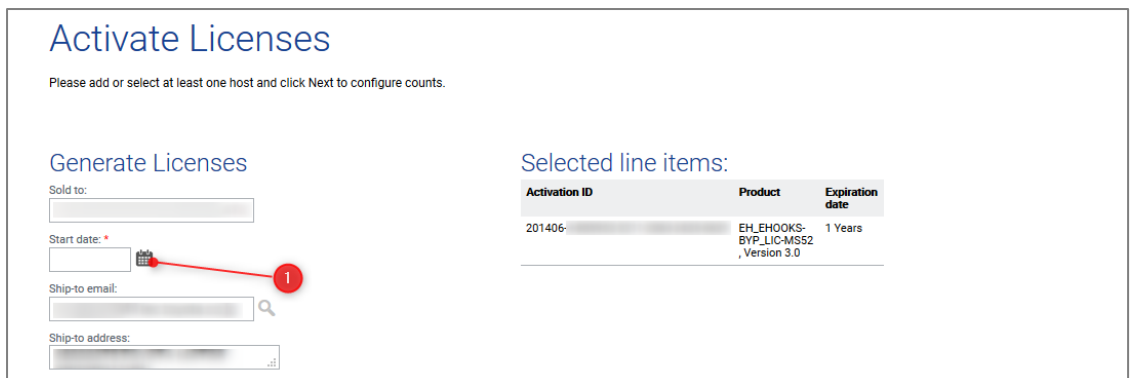 Activate Licenses
Please add or select at least one host and click Next to configure counts.
Generate Licenses
Sold to:
Start date: *
1
Ship-to email:
Ship-to address:
Selected line items:
Activation ID Product Expiration
date
201406- EH_EHOOKS- 1 Years
BYP_LIC-MS52
, Version 3.0